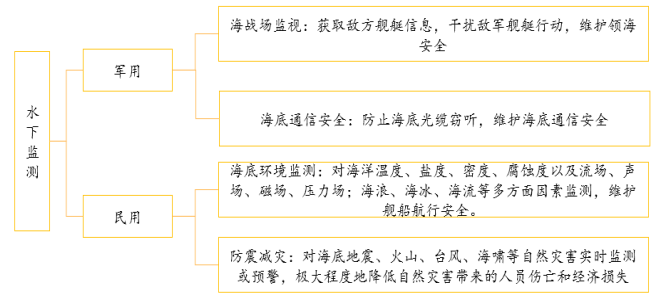 水
下
监
测
军用
海战场监视：获取敌方舰艇信息，干扰敌军舰艇行动，维护领海
安全
海底通信安全：防止海底光缆窃听，维护海底通信安全
民用
海底环境监测：对海洋温度、盐度、密度、腐蚀度以及流场、声
场、磁场、压力场；海浪、海冰、海流等多方面因素监测，维护
舰船航行安全。
防震减灾：对海底地震、火山、台风、海啸等自然灾害实时监测
或预警，极大程度地降低自然灾害带来的人员伤亡和经济损失